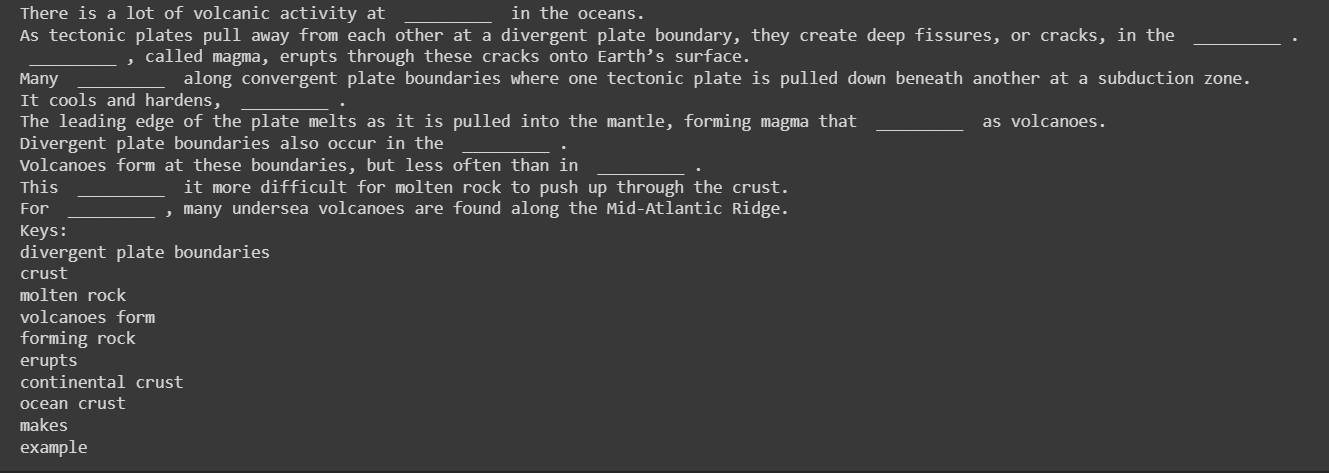 There is a lot of volcanic activity at _________ in the oceans.
As tectonic plates pull away from each other at a divergent plate boundary, they create deep fissures, or cracks, in the _________ .
_________ , called magma, erupts through these cracks onto Earth’s surface.
Many _________ along convergent plate boundaries where one tectonic plate is pulled down beneath another at a subduction zone.
It cools and hardens, _________ .
The leading edge of the plate melts as it is pulled into the mantle, forming magma that _________ as volcanoes.
Divergent plate boundaries also occur in the _________ .
Volcanoes form at these boundaries, but less often than in _________ .
This _________ it more difficult for molten rock to push up through the crust.
For _________ , many undersea volcanoes are found along the Mid-Atlantic Ridge.
Keys:
divergent plate boundaries
crust
molten rock
volcanoes form
forming rock
erupts
continental crust
ocean crust
makes
example